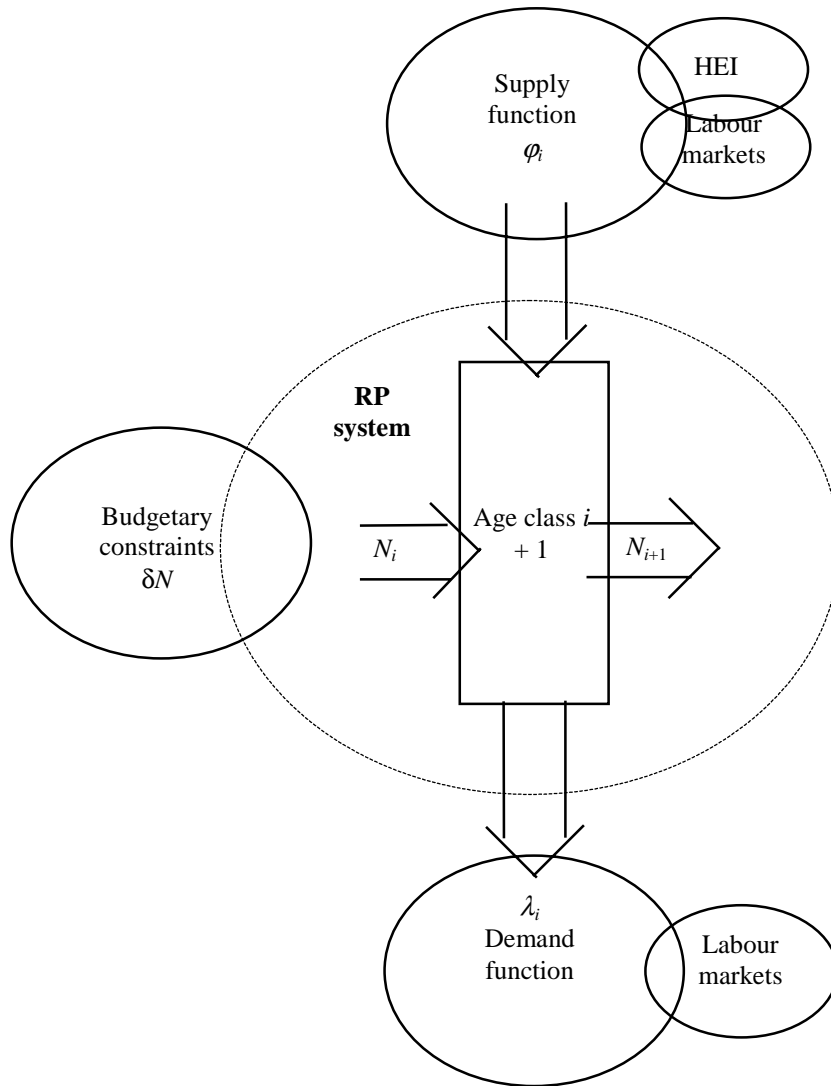 Supply
function
φᵢ
HEI
Labour
markets
RP
system
Budgetary
constraints
δN
Nᵢ
Age class i
+ 1
Nᵢ₊₁
λᵢ
Demand
function
Labour
markets